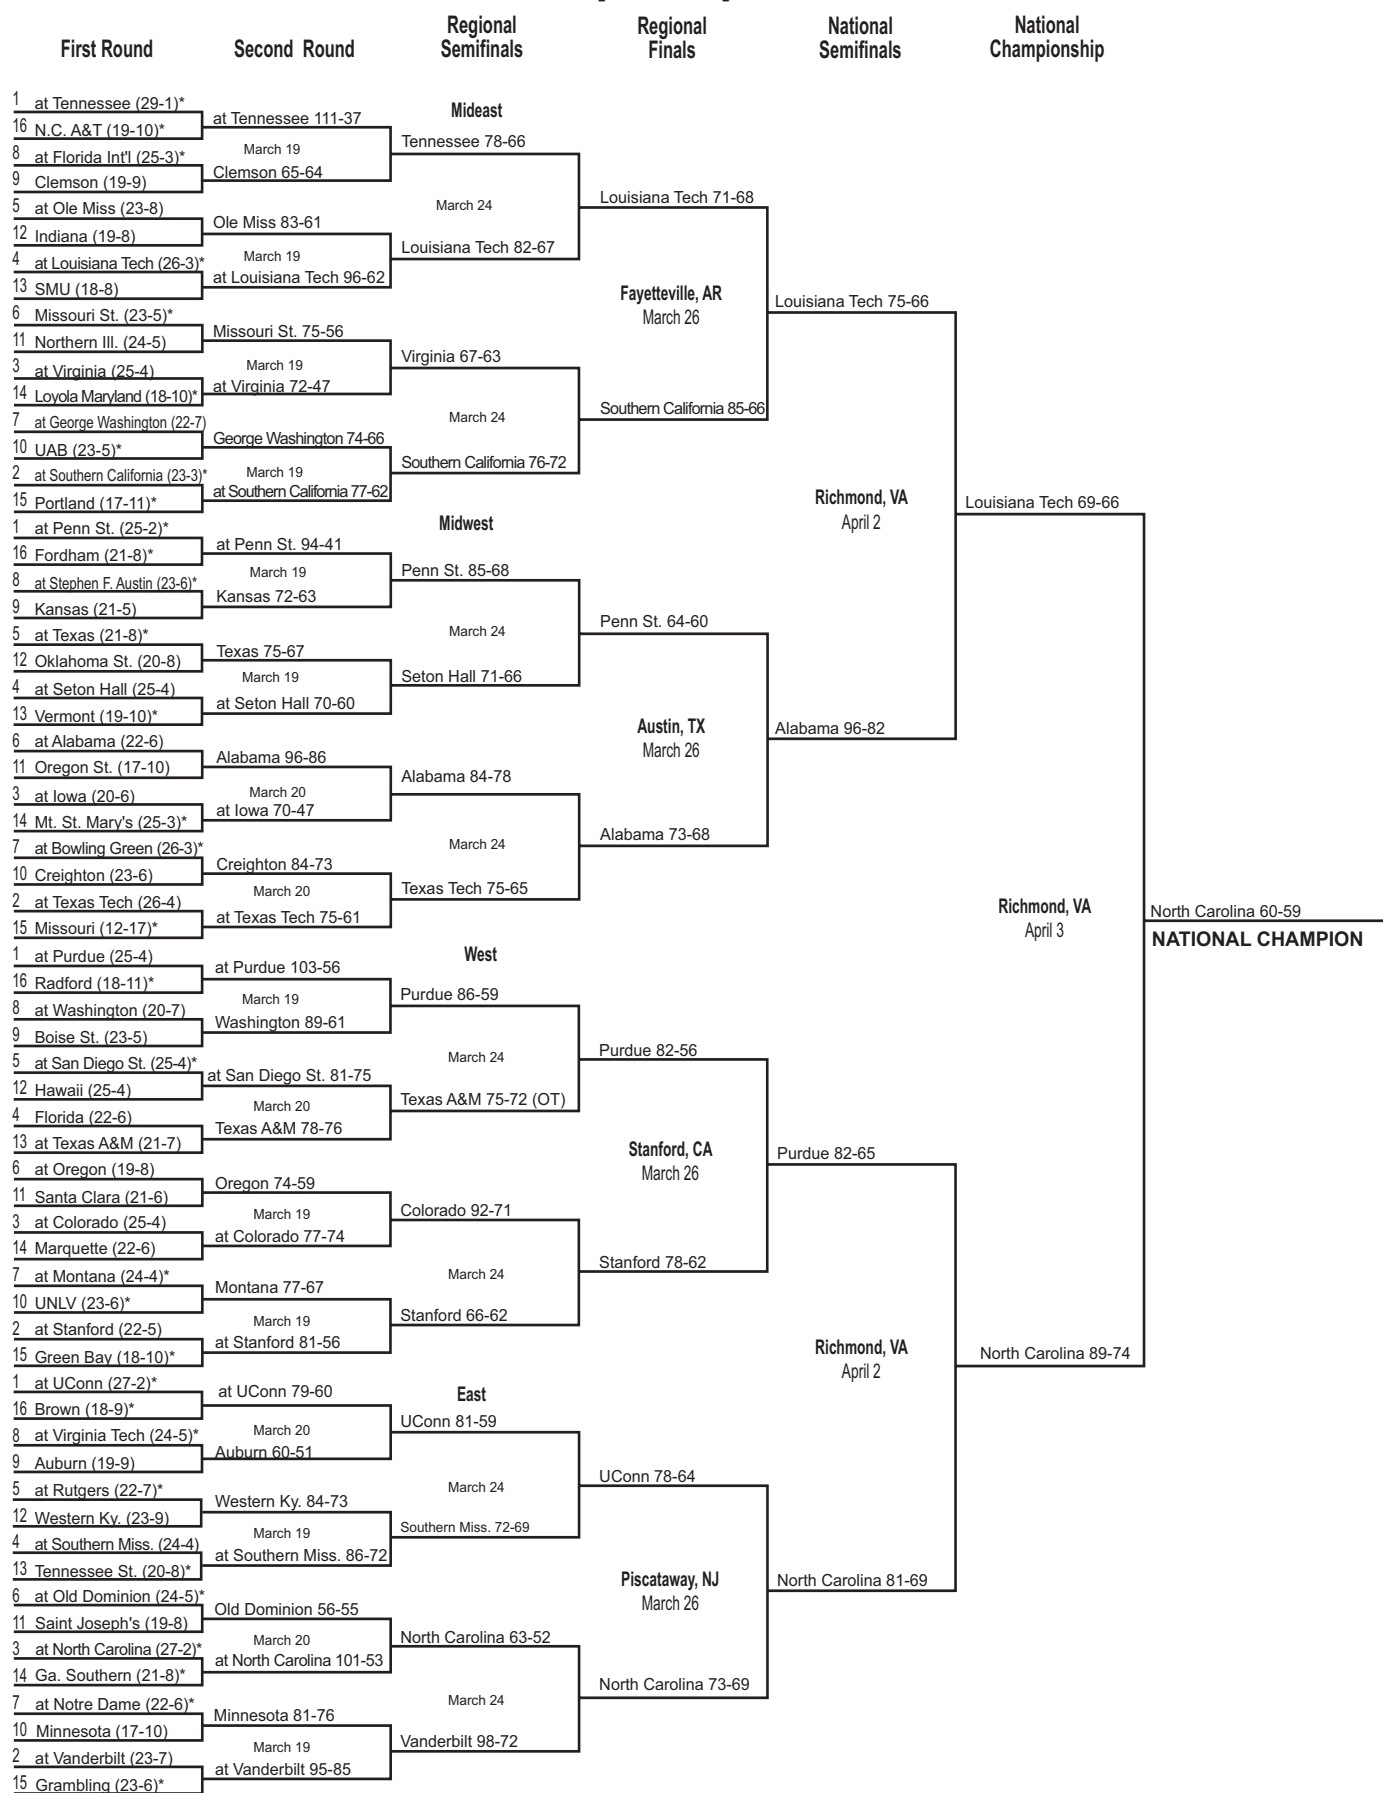 First Round
Second Round
Regional
Semifinals
Regional
Finals
National
Semifinals
National
Championship
1 at Tennessee (29-1)*
16 N.C. A&T (19-10)*
8 at Florida Int'l (25-3)*
9 Clemson (19-9)
5 at Ole Miss (23-8)
12 Indiana (19-8)
4 at Louisiana Tech (26-3)*
13 SMU (18-8)
6 Missouri St. (23-5)*
11 Northern Ill. (24-5)
3 at Virginia (25-4)
14 Loyola Maryland (18-10)*
7 at George Washington (22-7)
10 UAB (23-5)*
2 at Southern California (23-3)*
15 Portland (17-11)*
1 at Penn St. (25-2)*
16 Fordham (21-8)*
8 at Stephen F. Austin (23-6)*
9 Kansas (21-5)
5 at Texas (21-8)*
12 Oklahoma St. (20-8)
4 at Seton Hall (25-4)
13 Vermont (19-10)*
6 at Alabama (22-6)
11 Oregon St. (17-10)
3 at Iowa (20-6)
14 Mt. St. Mary's (25-3)*
7 at Bowling Green (26-3)*
10 Creighton (23-6)
2 at Texas Tech (26-4)
15 Missouri (12-17)*
1 at Purdue (25-4)
16 Radford (18-11)*
8 at Washington (20-7)
9 Boise St. (23-5)
5 at San Diego St. (25-4)*
12 Hawaii (25-4)
4 Florida (22-6)
13 at Texas A&M (21-7)
6 at Oregon (19-8)
11 Santa Clara (21-6)
3 at Colorado (25-4)
14 Marquette (22-6)
7 at Montana (24-4)*
10 UNLV (23-6)*
2 at Stanford (22-5)
15 Green Bay (18-10)*
1 at UConn (27-2)*
16 Brown (18-9)*
8 at Virginia Tech (24-5)*
9 Auburn (19-9)
5 at Rutgers (22-7)*
12 Western Ky. (23-9)
4 at Southern Miss. (24-4)
13 Tennessee St. (20-8)*
6 at Old Dominion (24-5)*
11 Saint Joseph's (19-8)
3 at North Carolina (27-2)*
14 Ga. Southern (21-8)*
7 at Notre Dame (22-6)*
10 Minnesota (17-10)
2 at Vanderbilt (23-7)
15 Grambling (23-6)*
at Tennessee 111-37
March 19
Clemson 65-64
Ole Miss 83-61
March 19
at Louisiana Tech 96-62
Missouri St. 75-56
March 19
at Virginia 72-47
George Washington 74-66
March 19
at Southern California 77-62
at Penn St. 94-41
March 19
Kansas 72-63
Texas 75-67
March 19
at Seton Hall 70-60
Alabama 96-86
March 20
at Iowa 70-47
Creighton 84-73
March 20
at Texas Tech 75-61
at Purdue 103-56
March 19
Washington 89-61
at San Diego St. 81-75
March 20
Texas A&M 78-76
Oregon 74-59
March 19
at Colorado 77-74
Montana 77-67
March 19
at Stanford 81-56
at UConn 79-60
March 20
Auburn 60-51
Western Ky. 84-73
March 19
at Southern Miss. 86-72
Old Dominion 56-55
March 20
at North Carolina 101-53
Minnesota 81-76
March 19
at Vanderbilt 95-85
Mideast
Tennessee 78-66
March 24
Louisiana Tech 82-67
Virginia 67-63
March 24
Southern California 76-72
Midwest
Penn St. 85-68
March 24
Seton Hall 71-66
Alabama 84-78
March 24
Texas Tech 75-65
West
Purdue 86-59
March 24
Texas A&M 75-72 (OT)
Colorado 92-71
March 24
Stanford 66-62
East
UConn 81-59
March 24
Southern Miss. 72-69
North Carolina 63-52
March 24
Vanderbilt 98-72
Louisiana Tech 71-68
Fayetteville, AR
March 26
Southern California 85-66
Penn St. 64-60
Austin, TX
March 26
Alabama 73-68
Purdue 82-56
Stanford, CA
March 26
Stanford 78-62
UConn 78-64
Piscataway, NJ
March 26
North Carolina 73-69
Louisiana Tech 75-66
Richmond, VA
April 2
Alabama 96-82
Purdue 82-65
Richmond, VA
April 2
North Carolina 81-69
Louisiana Tech 69-66
Richmond, VA
April 3
North Carolina 89-74
North Carolina 60-59
NATIONAL CHAMPION